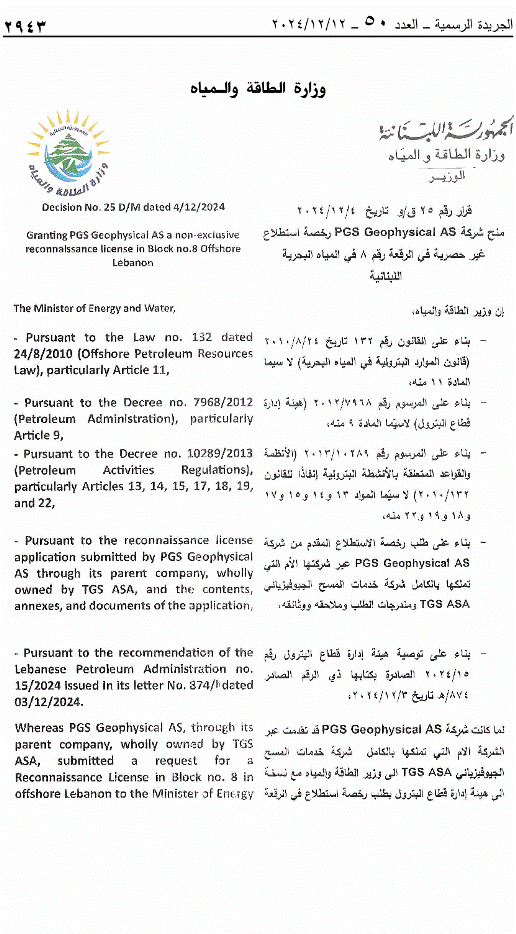 الجريدة الرسمية ـ العدد ٥٠ ـ ٢٠٢٤/١٢/١٢
٢٩٤٣
وزارة الطاقة والمياه
الجمهورية اللبنانية
وزارة الطاقة و المياه
الوزير
وزارة الطاقة والمياه
Decision No. 25 D/M dated 4/12/2024
Granting PGS Geophysical AS a non-exclusive
reconnaissance license in Block no.8 Offshore
Lebanon
The Minister of Energy and Water,
- Pursuant to the Law no. 132 dated
24/8/2010 (Offshore Petroleum Resources
Law), particularly Article 11,
- Pursuant to the Decree no. 7968/2012
(Petroleum Administration), particularly
Article 9,
- Pursuant to the Decree no. 10289/2013
(Petroleum Activities Regulations),
particularly Articles 13, 14, 15, 17, 18, 19,
and 22,
- Pursuant to the reconnaissance license
application submitted by PGS Geophysical
AS through its parent company, wholly
owned by TGS ASA, and the contents,
annexes, and documents of the application,
- Pursuant to the recommendation of the
Lebanese Petroleum Administration no.
15/2024 issued in its letter No. 874/h dated
03/12/2024.
Whereas PGS Geophysical AS, through its
parent company, wholly owned by TGS
ASA, submitted a request for a
Reconnaissance License in Block no. 8 in
offshore Lebanon to the Minister of Energy
قرار رقم ٢٥ ق/و تاريخ ٢٠٢٤/١٢/٤
منح شركة PGS Geophysical AS رخصة استطلاع
غير حصرية في الرقعة رقم ٨ في المياه البحرية
اللبنانية
إن وزير الطاقة والمياه،
- بناء على القانون رقم ١٣٢ تاريخ ٢٠١٠/٨/٢٤
(قانون الموارد البترولية في المياه البحرية) لا سيما
المادة ١١ منه،
- بناء على المرسوم رقم ٢٠١٢/٧٩٦٨ (هيئة إدارة
قطاع البترول) لاسيّما المادة ٩ منه،
- بناء على المرسوم رقم ٢٠١٣/١٠٢٨٩ (الأنظمة
والقواعد المتعلقة بالأنشطة البترولية إنفاذًا للقانون
٢٠١٠/١٣٢) لا سيّما المواد ١٣ و١٤ و١٥ و١٧
و١٨ و١٩ و٢٢ منه،
- بناء على طلب رخصة الاستطلاع المقدم من شركة
PGS Geophysical AS عبر شركتها الأم التي
تملكها بالكامل شركة خدمات المسح الجيوفيزيائي
TGS ASA ومندرجات الطلب وملاحقه ووثائقه،
- بناء على توصية هيئة إدارة قطاع البترول رقم
٢٠٢٤/١٥ الصادرة بكتابها ذي الرقم الصادر
٨٧٤/هـ تاريخ ٢٠٢٤/١٢/٣،
لما كانت شركة PGS Geophysical AS قد تقدمت عبر
الشركة الام التي تملكها بالكامل شركة خدمات المسح
الجيوفيزيائي TGS ASA الى وزير الطاقة والمياه مع نسخة
الى هيئة إدارة قطاع البترول بطلب رخصة استطلاع في الرقعة